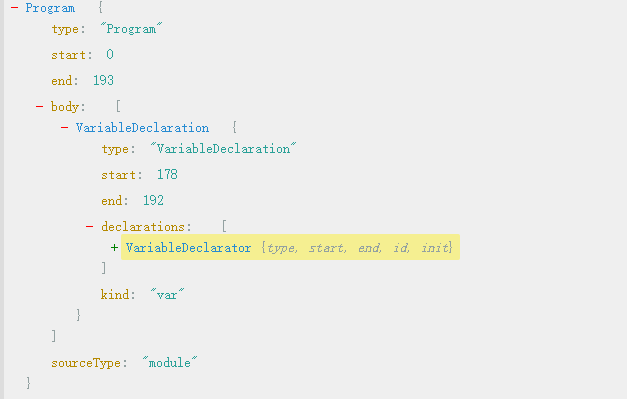 − Program {
type: "Program"
start: 0
end: 193
− body: [
− VariableDeclaration {
type: "VariableDeclaration"
start: 178
end: 192
− declarations: [
+ VariableDeclarator {type, start, end, id, init}
]
kind: "var"
}
]
sourceType: "module"
}